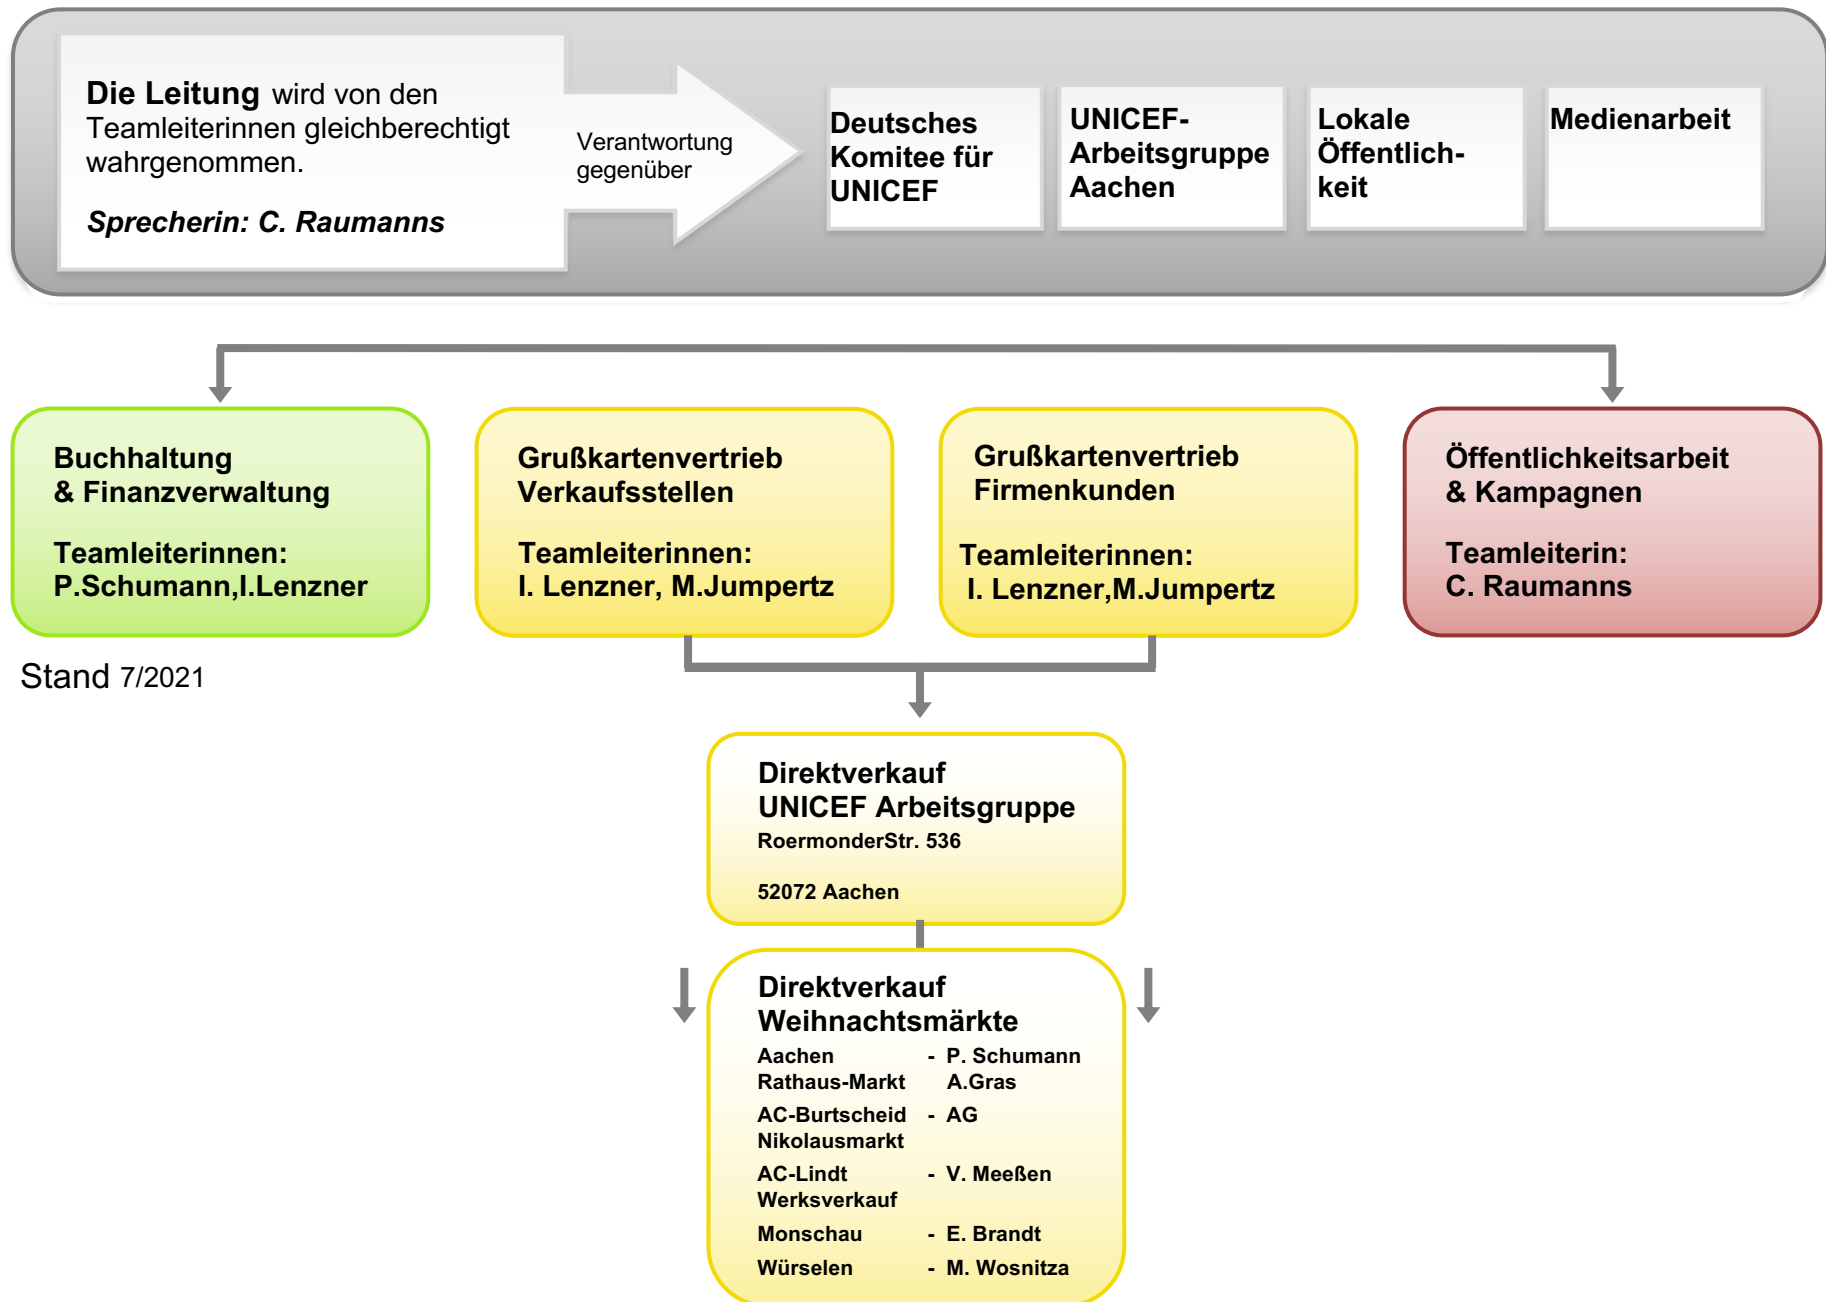 Die Leitung wird von den
Teamleiterinnen gleichberechtigt
wahrgenommen.
Sprecherin: C. Raumanns
Verantwortung
gegenüber
Deutsches
Komitee für
UNICEF
UNICEF-
Arbeitsgruppe
Aachen
Lokale
Öffentlich-
keit
Medienarbeit
Buchhaltung
& Finanzverwaltung
Teamleiterinnen:
P.Schumann,I.Lenzner
Grußkartenvertrieb
Verkaufsstellen
Teamleiterinnen:
I. Lenzner, M.Jumpertz
Grußkartenvertrieb
Firmenkunden
Teamleiterinnen:
I. Lenzner,M.Jumpertz
Öffentlichkeitsarbeit
& Kampagnen
Teamleiterin:
C. Raumanns
Stand 7/2021
Direktverkauf
UNICEF Arbeitsgruppe
RoermonderStr. 536
52072 Aachen
Direktverkauf
Weihnachtsmärkte
Aachen - P. Schumann
Rathaus-Markt A.Gras
AC-Burtscheid - AG
Nikolausmarkt
AC-Lindt - V. Meeßen
Werksverkauf
Monschau - E. Brandt
Würselen - M. Wosnitza